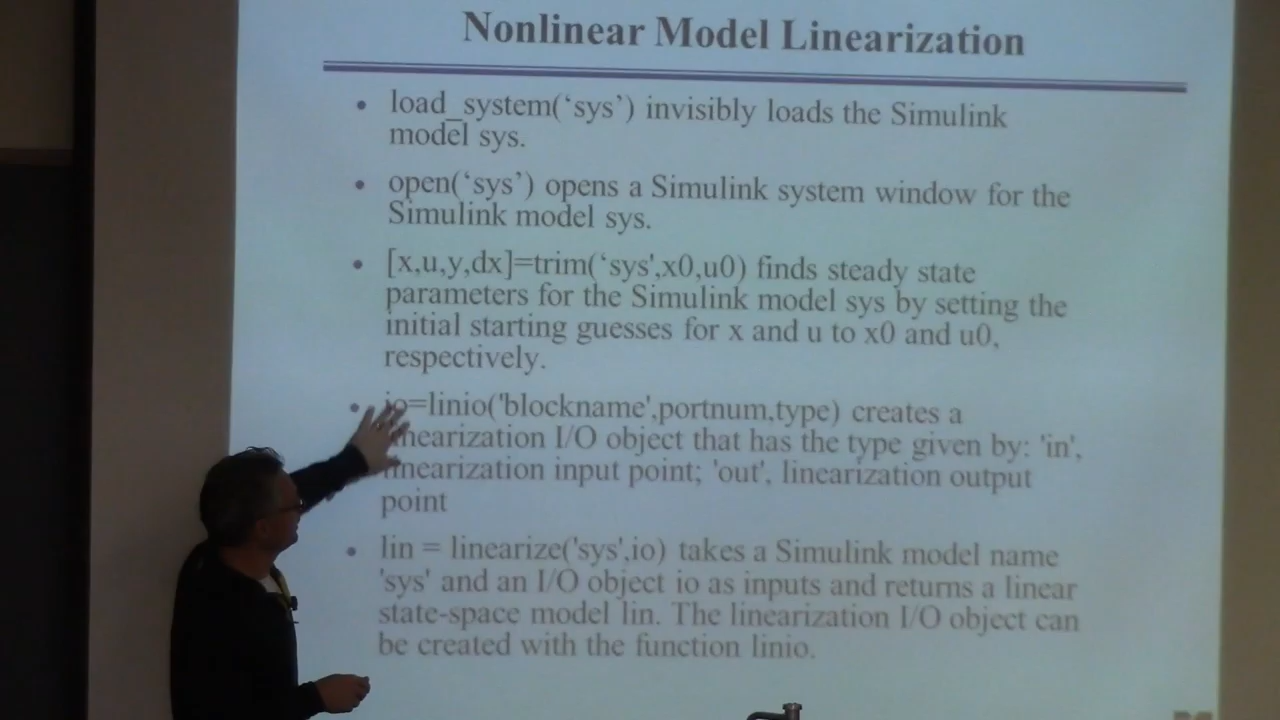 Nonlinear Model Linearization
• load_system(‘sys’) invisibly loads the Simulink
model sys.
• open(‘sys’) opens a Simulink system window for the
Simulink model sys.
• [x,u,y,dx]=trim(‘sys',x0,u0) finds steady state
parameters for the Simulink model sys by setting the
initial starting guesses for x and u to x0 and u0,
respectively.
• io=linio('blockname',portnum,type) creates a
linearization I/O object that has the type given by: 'in',
linearization input point; 'out', linearization output
point
• lin = linearize('sys',io) takes a Simulink model name
'sys' and an I/O object io as inputs and returns a linear
state-space model lin. The linearization I/O object can
be created with the function linio.